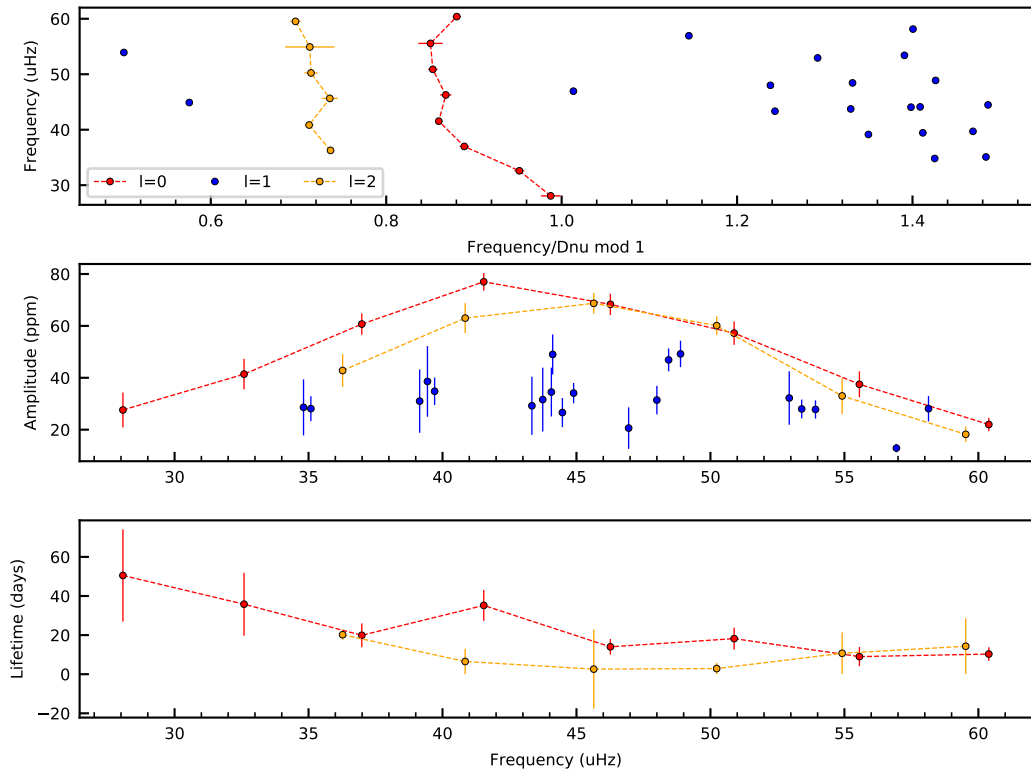 60
50
40
30
Frequency (uHz)
l=0 l=1 l=2
0.6 0.8 1.0 1.2 1.4
Frequency/Dnu mod 1
80
60
40
20
Amplitude (ppm)
30 35 40 45 50 55 60
60
40
20
0
−20
Lifetime (days)
30 35 40 45 50 55 60
Frequency (uHz)